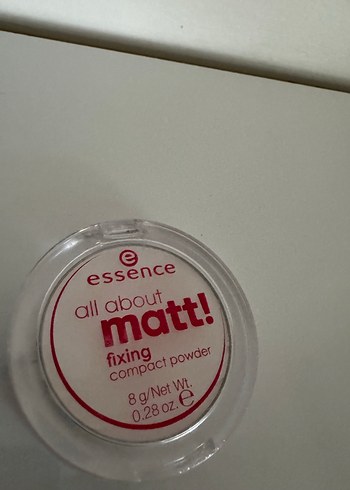 e
essence
all about
matt!
fixing
compact powder
8 g/Net Wt.
0.28 oz. ℮